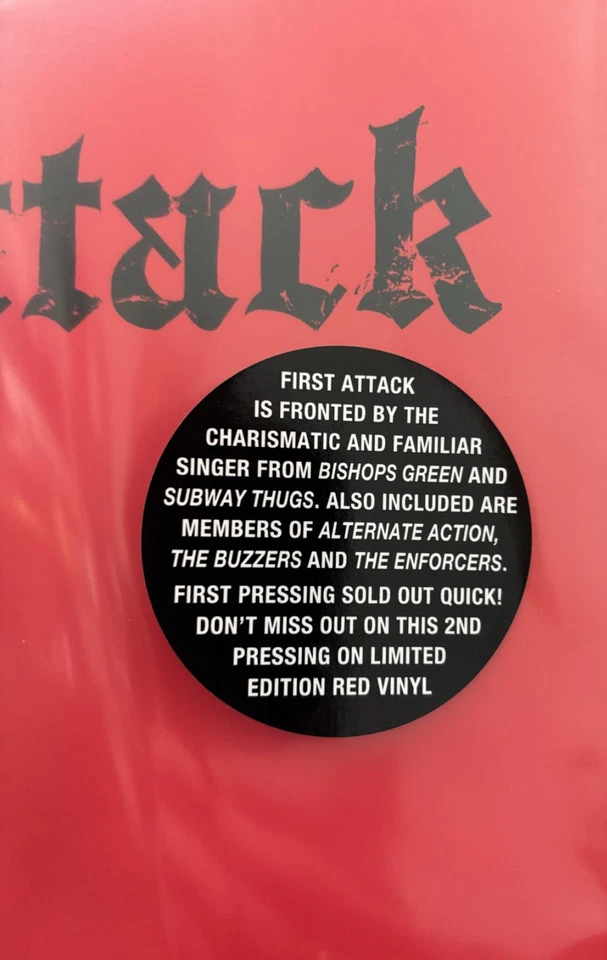 ttack
FIRST ATTACK
IS FRONTED BY THE
CHARISMATIC AND FAMILIAR
SINGER FROM BISHOPS GREEN AND
SUBWAY THUGS. ALSO INCLUDED ARE
MEMBERS OF ALTERNATE ACTION,
THE BUZZERS AND THE ENFORCERS.
FIRST PRESSING SOLD OUT QUICK!
DON'T MISS OUT ON THIS 2ND
PRESSING ON LIMITED
EDITION RED VINYL